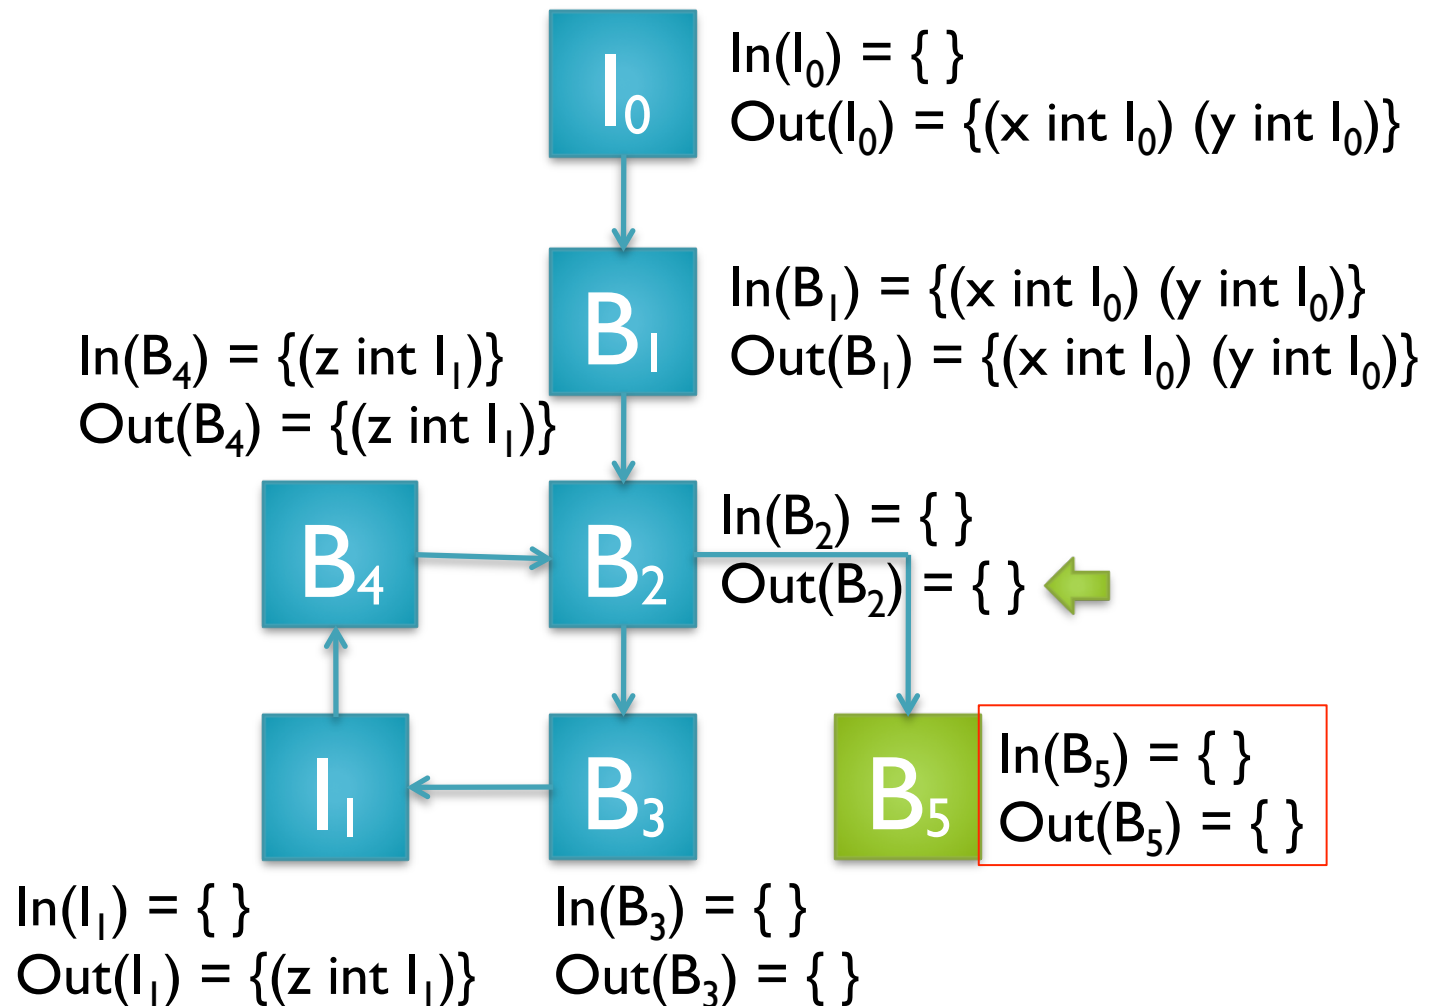 I₀
In(I₀) = { }
Out(I₀) = {(x int I₀) (y int I₀)}
B₁
In(B₁) = {(x int I₀) (y int I₀)}
Out(B₁) = {(x int I₀) (y int I₀)}
In(B₄) = {(z int I₁)}
Out(B₄) = {(z int I₁)}
B₄
B₂
In(B₂) = { }
Out(B₂) = { }
I₁
B₃
B₅
In(B₅) = { }
Out(B₅) = { }
In(I₁) = { }
Out(I₁) = {(z int I₁)}
In(B₃) = { }
Out(B₃) = { }